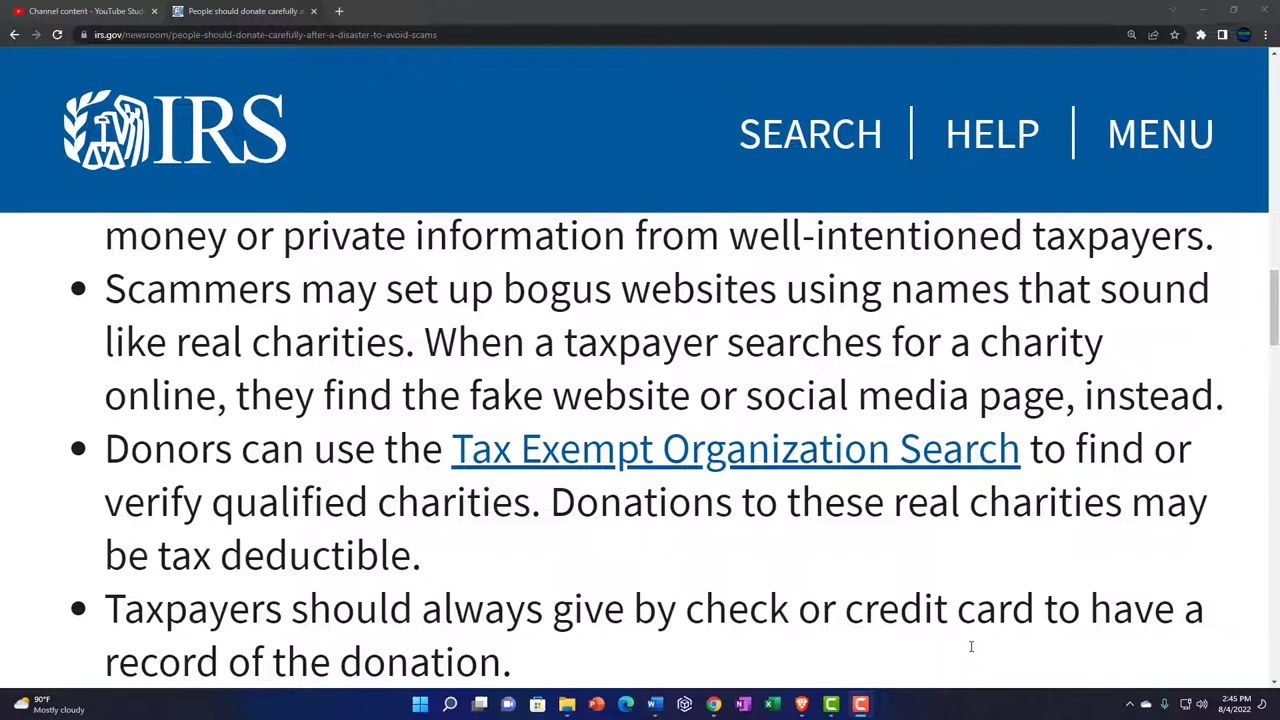 Channel content - YouTube Stud
People should donate carefully a
irs.gov/newsroom/people-should-donate-carefully-after-a-disaster-to-avoid-scams
IRS
SEARCH
HELP
MENU
money or private information from well-intentioned taxpayers.
• Scammers may set up bogus websites using names that sound
like real charities. When a taxpayer searches for a charity
online, they find the fake website or social media page, instead.
• Donors can use the Tax Exempt Organization Search to find or
verify qualified charities. Donations to these real charities may
be tax deductible.
• Taxpayers should always give by check or credit card to have a
record of the donation.
90°F
Mostly cloudy
2:45 PM
8/4/2022